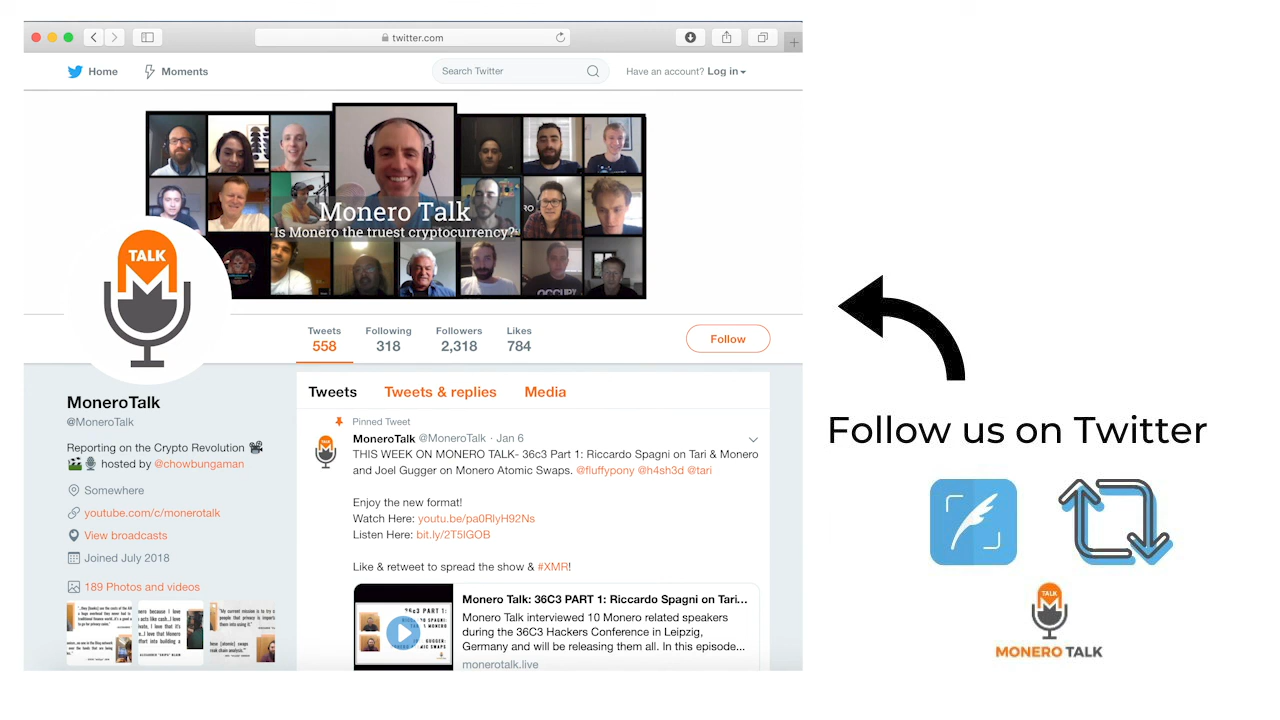 twitter.com
Home
Moments
Search Twitter
Have an account? Log in
Monero Talk
Is Monero the truest cryptocurrency?
OCCUPY
TALK
Tweets
558
Following
318
Followers
2,318
Likes
784
Follow
MoneroTalk
@MoneroTalk
Reporting on the Crypto Revolution 🎥
🎬🎙 hosted by @chowbungaman
Somewhere
youtube.com/c/monerotalk
View broadcasts
Joined July 2018
189 Photos and videos
Tweets
Tweets & replies
Media
Pinned Tweet
MoneroTalk @MoneroTalk · Jan 6
THIS WEEK ON MONERO TALK- 36c3 Part 1: Riccardo Spagni on Tari & Monero
and Joel Gugger on Monero Atomic Swaps. @fluffypony @h4sh3d @tari
Enjoy the new format!
Watch Here: youtu.be/pa0RlyH92Ns
Listen Here: bit.ly/2T5IGOB
Like & retweet to spread the show & #XMR!
36C3 PART 1:
Monero Talk: 36C3 PART 1: Riccardo Spagni on Tari...
Monero Talk interviewed 10 Monero related speakers
during the 36C3 Hackers Conference in Leipzig,
Germany and will be releasing them all. In this episode...
monerotalk.live
Follow us on Twitter
TALK
MONERO TALK